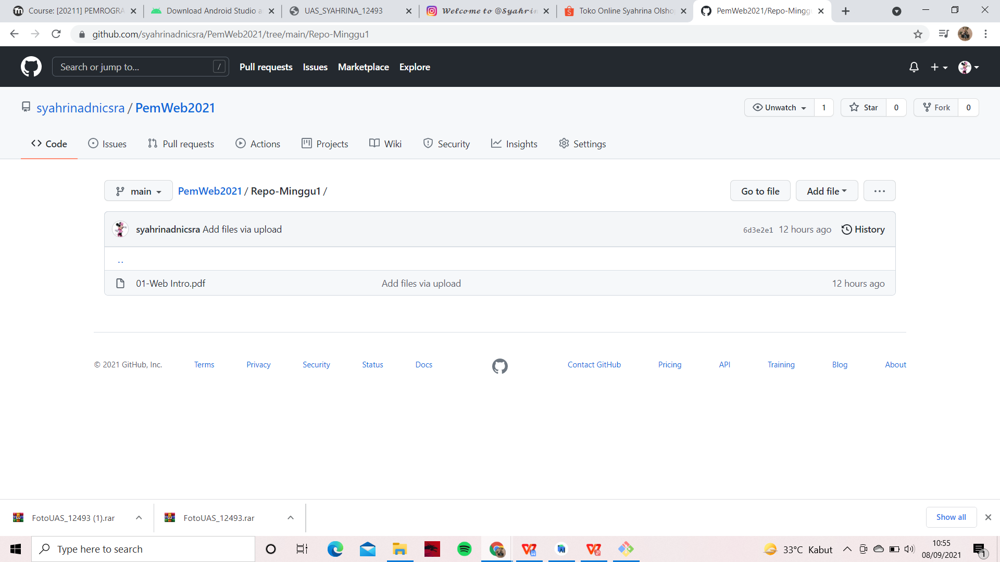 Course: [20211] PEMROGRA
Download Android Studio a
UAS_SYAHRINA_12493
𝓦𝓮𝓵𝓬𝓸𝓶𝓮 𝓽𝓸 @𝓢𝔂𝓪𝓱𝓻𝓲𝓷
Toko Online Syahrina Olsho
PemWeb2021/Repo-Minggu
github.com/syahrinadnicsra/PemWeb2021/tree/main/Repo-Minggu1
Search or jump to...
/
Pull requests
Issues
Marketplace
Explore
syahrinadnicsra / PemWeb2021
Unwatch 1
Star 0
Fork 0
Code
Issues
Pull requests
Actions
Projects
Wiki
Security
Insights
Settings
main
PemWeb2021 / Repo-Minggu1 /
Go to file
Add file
...
syahrinadnicsra Add files via upload
6d3e2e1 12 hours ago
History
..
01-Web Intro.pdf
Add files via upload
12 hours ago
© 2021 GitHub, Inc.
Terms
Privacy
Security
Status
Docs
Contact GitHub
Pricing
API
Training
Blog
About
FotoUAS_12493 (1).rar
FotoUAS_12493.rar
Show all
Type here to search
33°C Kabut
10:55
08/09/2021
1